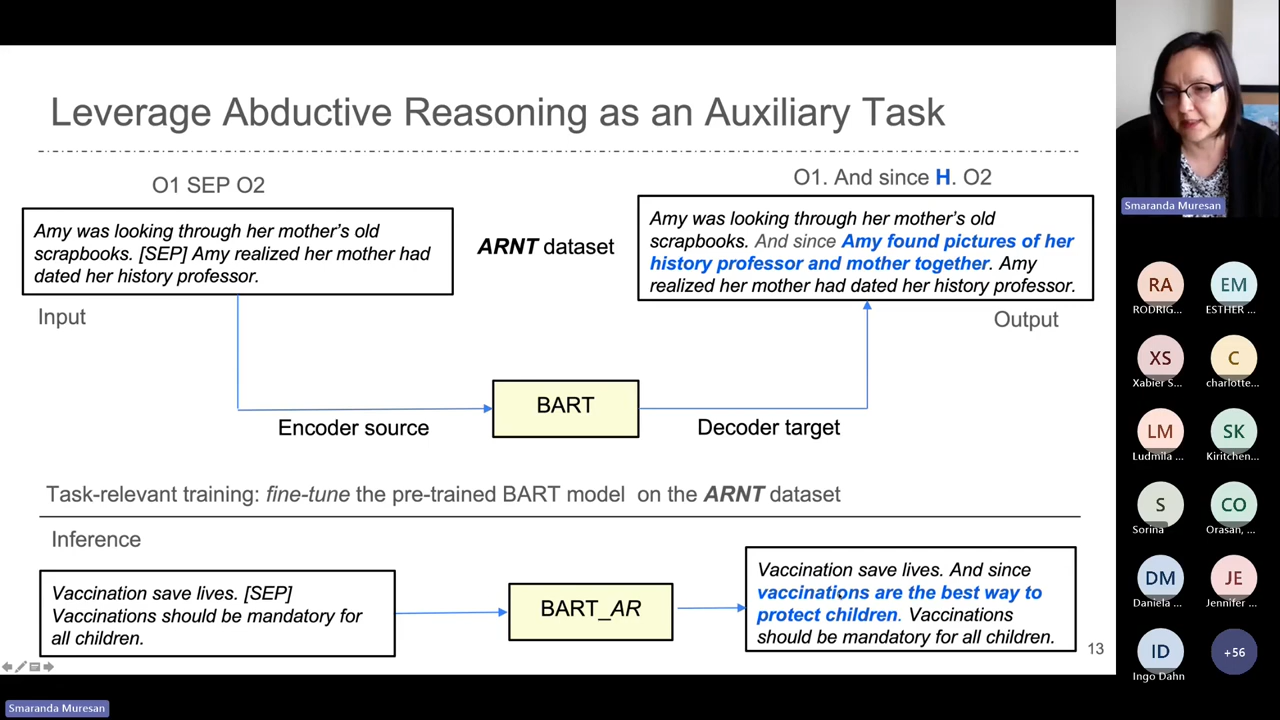 Leverage Abductive Reasoning as an Auxiliary Task
O1 SEP O2
Amy was looking through her mother's old
scrapbooks. [SEP] Amy realized her mother had
dated her history professor.
Input
ARNT dataset
O1. And since H. O2
Amy was looking through her mother's old
scrapbooks. And since Amy found pictures of her
history professor and mother together. Amy
realized her mother had dated her history professor.
Output
BART
Encoder source
Decoder target
Task-relevant training: fine-tune the pre-trained BART model on the ARNT dataset
Inference
Vaccination save lives. [SEP]
Vaccinations should be mandatory for
all children.
BART_AR
Vaccination save lives. And since
vaccinations are the best way to
protect children. Vaccinations
should be mandatory for all children.
13
Smaranda Muresan
Smaranda Muresan
RA
RODRIG...
EM
ESTHER ...
XS
Xabier S...
C
charlotte...
LM
Ludmila ...
SK
Kiritchen...
S
Sorina
CO
Orasan, ...
DM
Daniela ...
JE
Jennifer ...
ID
Ingo Dahn
+56